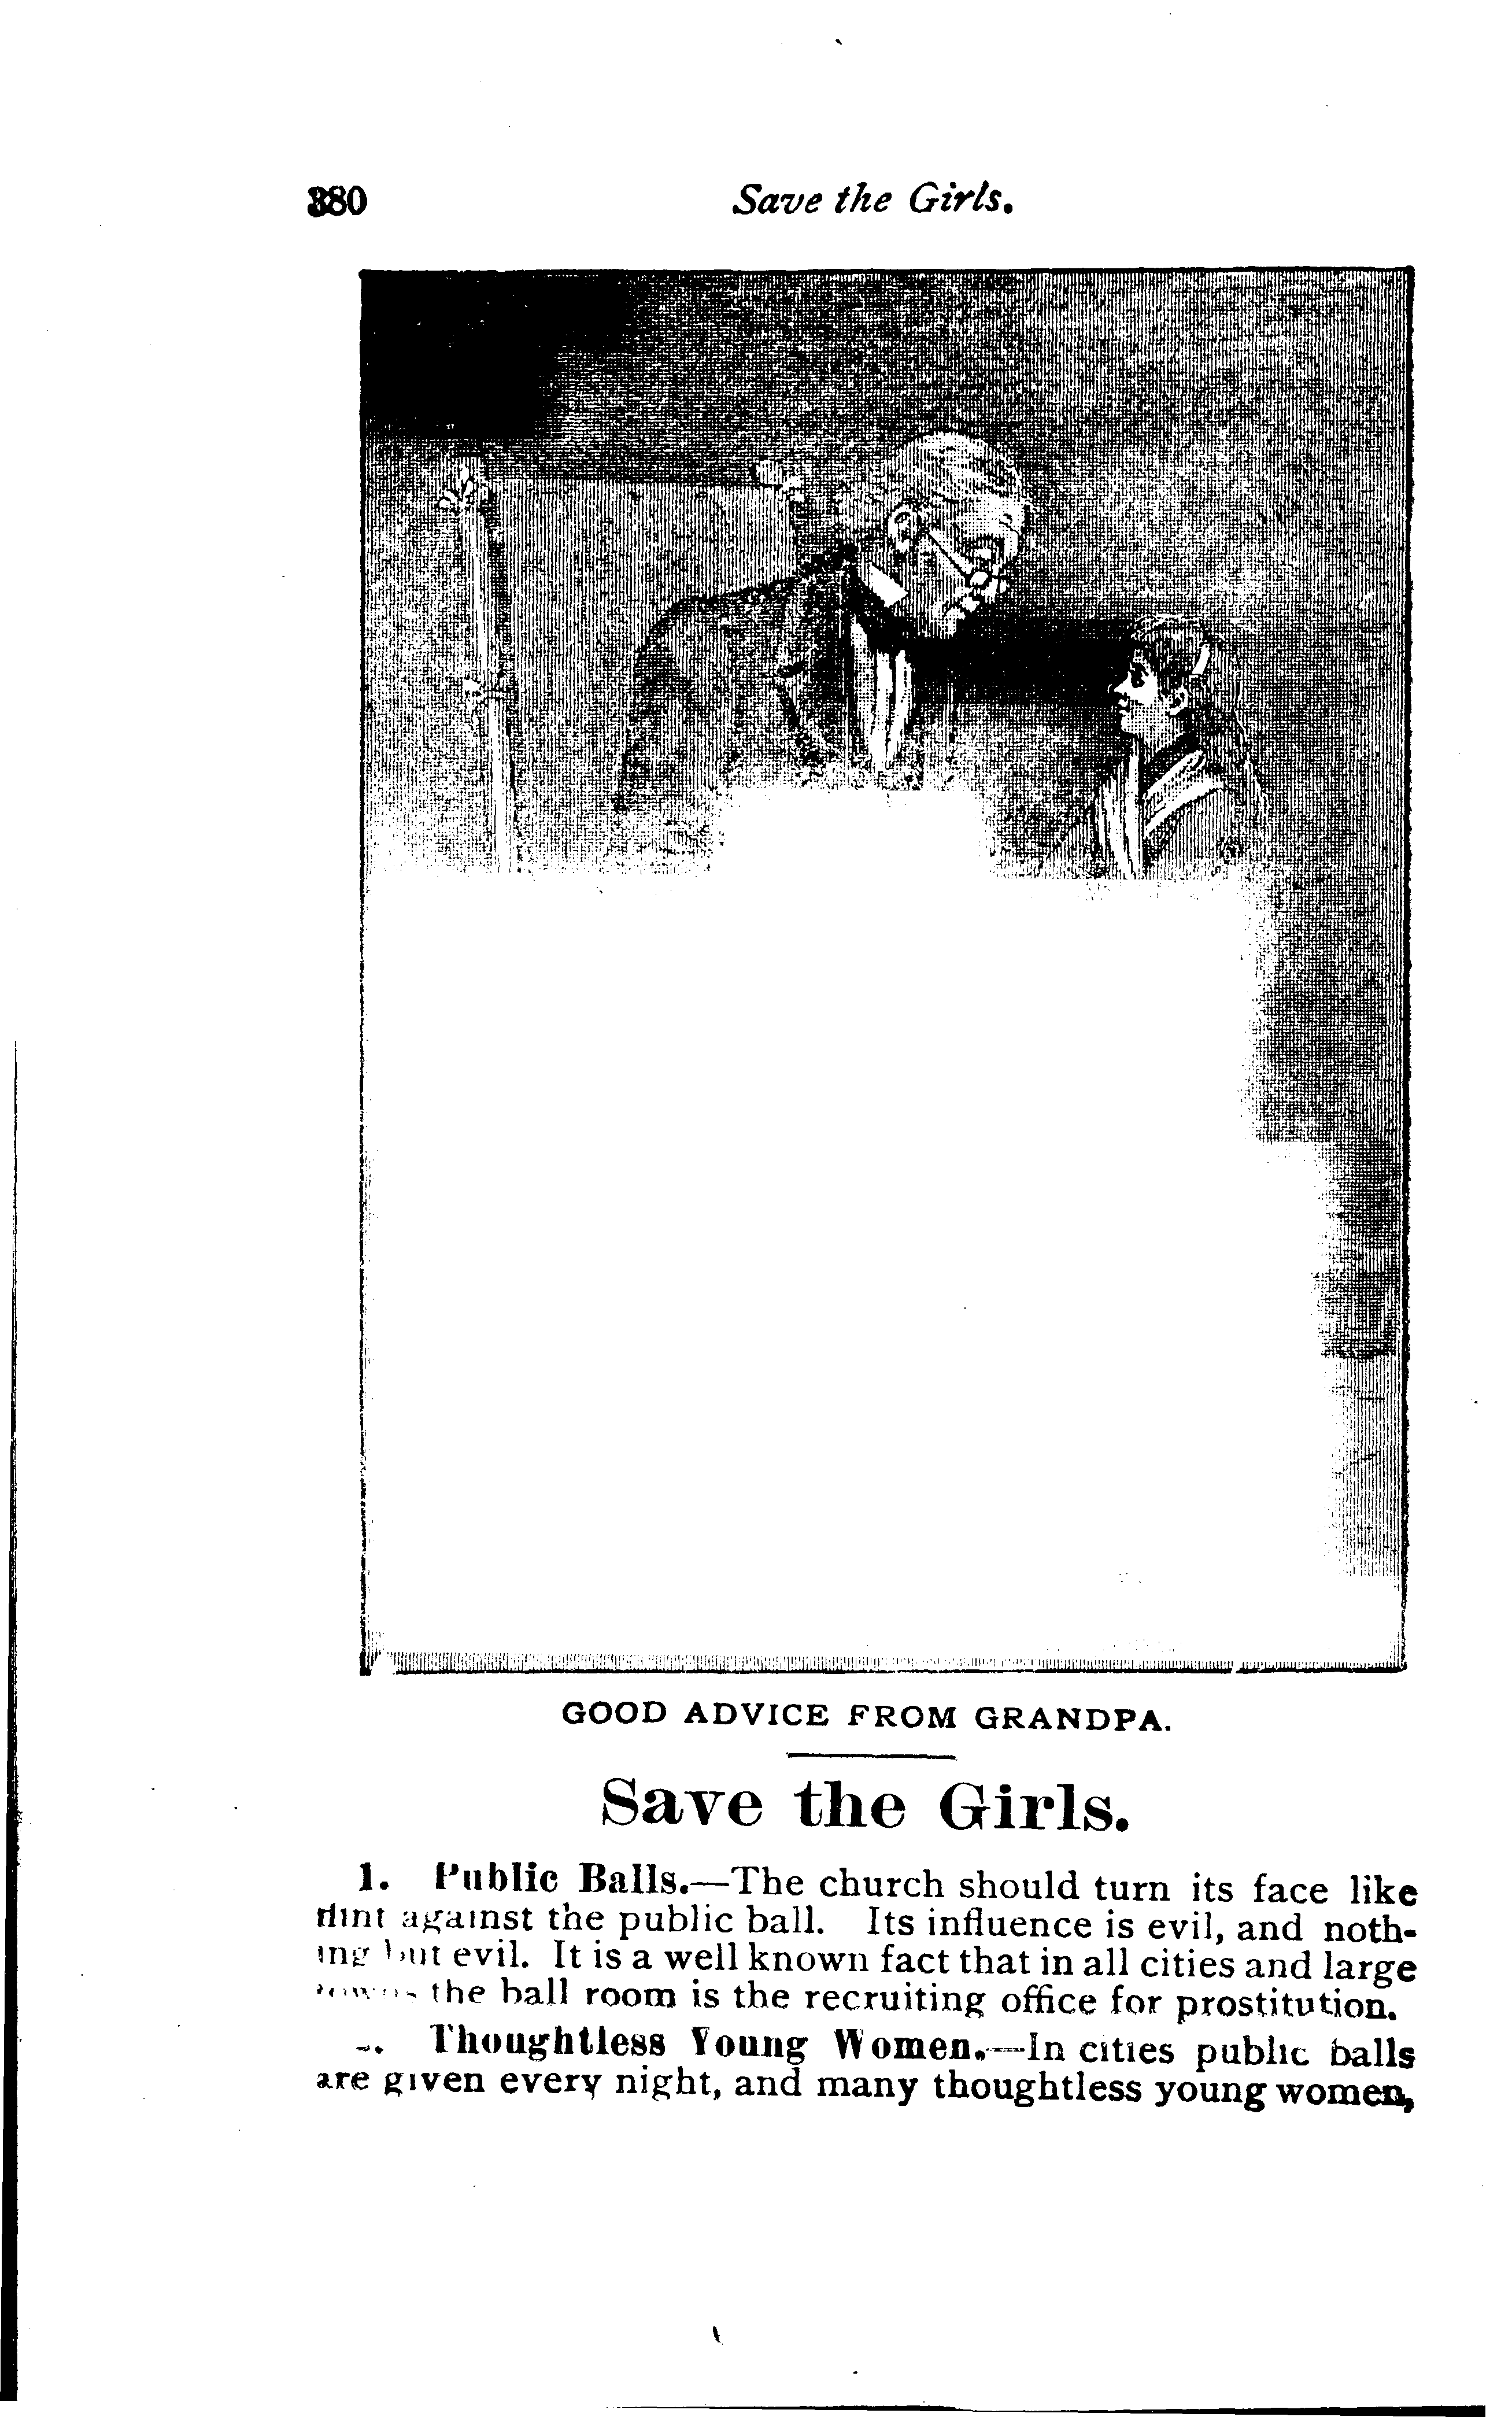 380 Save the Girls.
GOOD ADVICE FROM GRANDPA.
Save the Girls.
1. Public Balls.—The church should turn its face like
flint against the public ball. Its influence is evil, and noth-
ing but evil. It is a well known fact that in all cities and large
towns the ball room is the recruiting office for prostitution.
Thoughtless Young Women.—In cities public balls
are given every night, and many thoughtless young women,